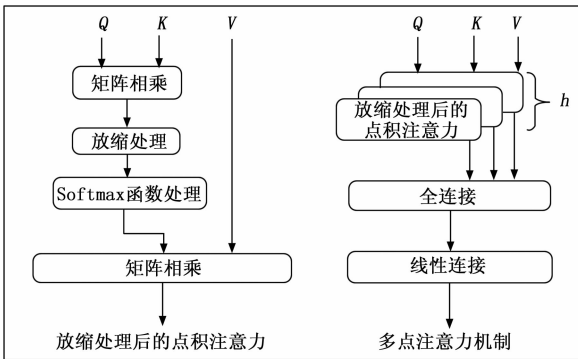 Q K V
矩阵相乘
放缩处理
Softmax函数处理
矩阵相乘
放缩处理后的点积注意力
Q K V
放缩处理后的
点积注意力
h
全连接
线性连接
多点注意力机制